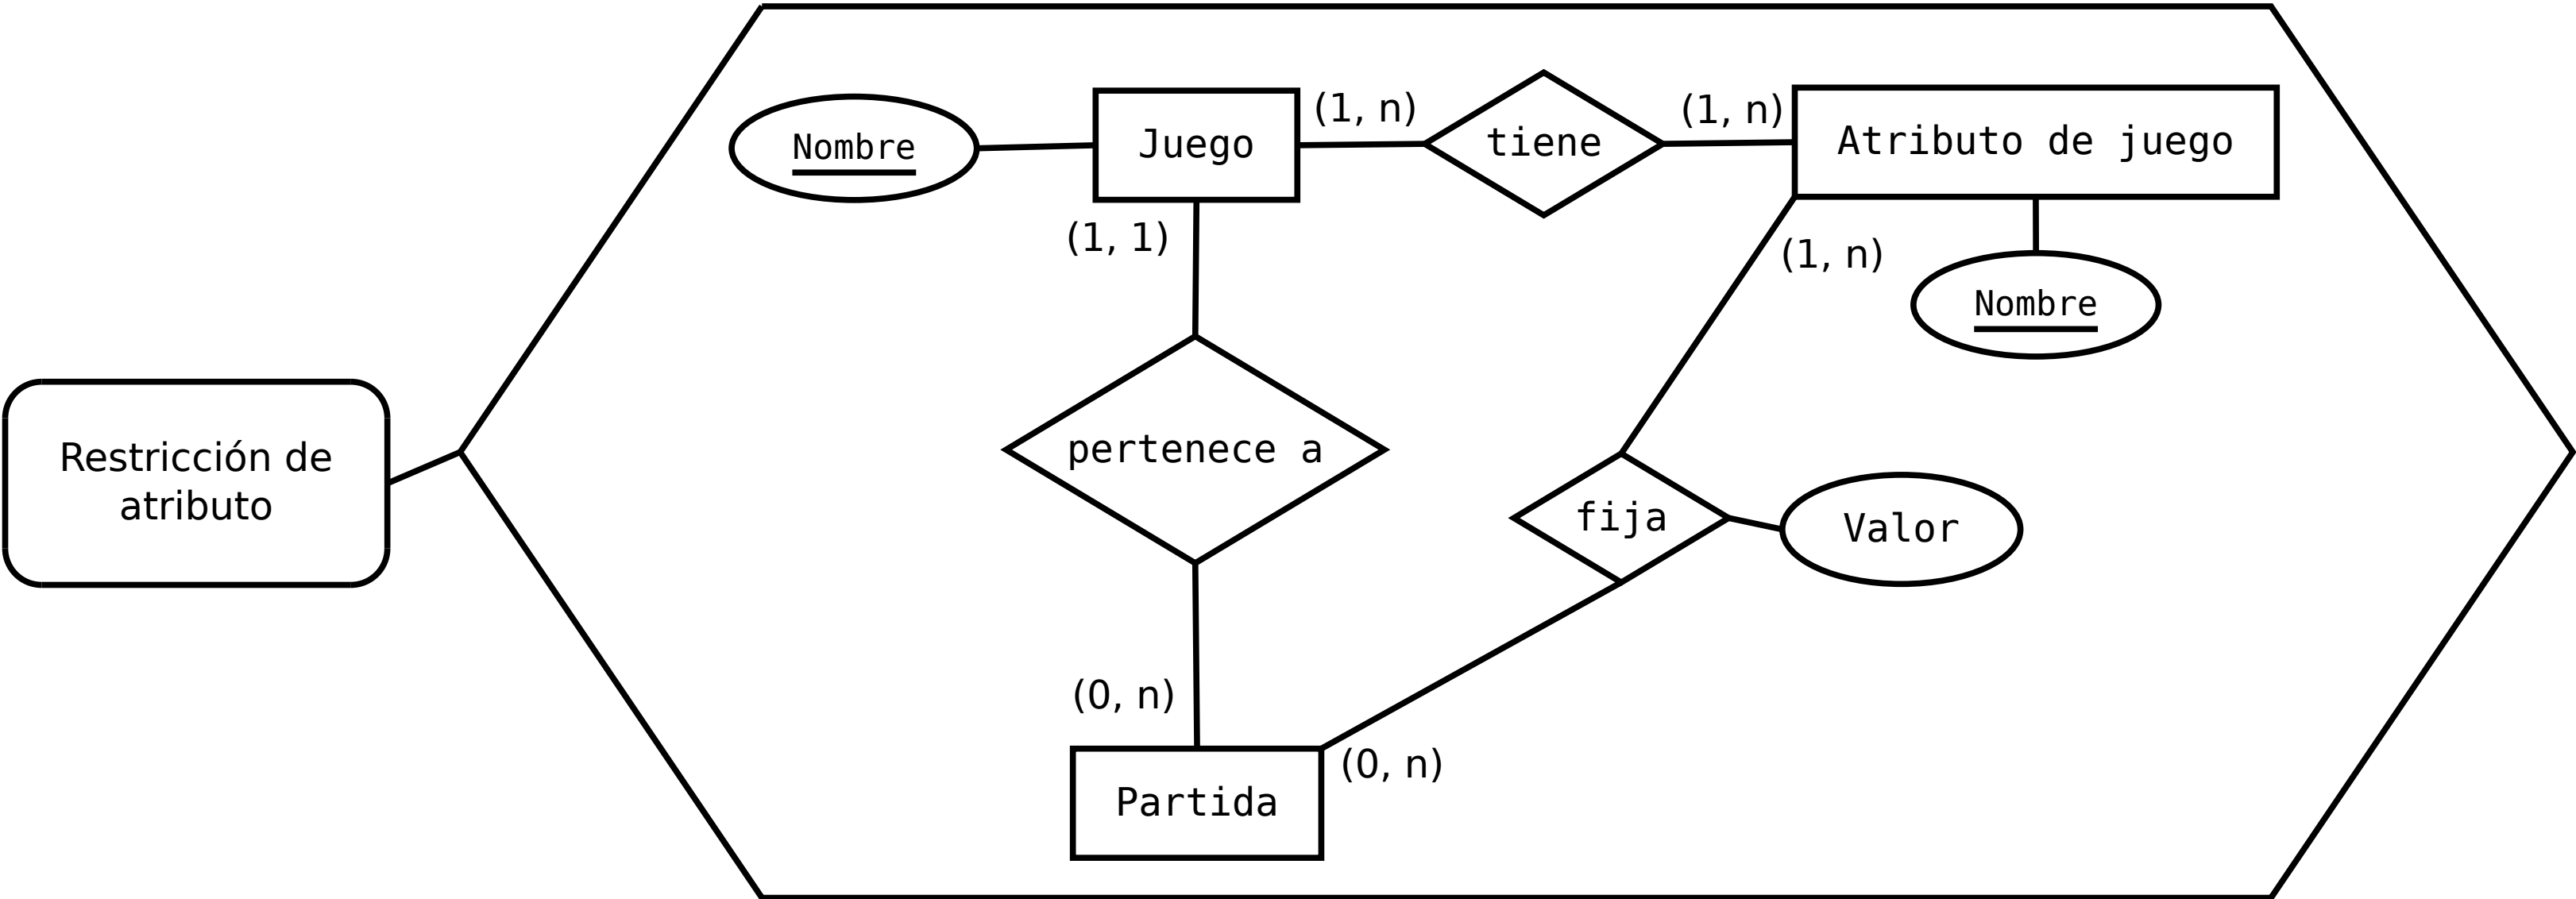 Nombre
Juego
(1, n)
tiene
(1, n)
Atributo de juego
(1, 1)
(1, n)
Nombre
Restricción de
atributo
pertenece a
fija
Valor
(0, n)
(0, n)
Partida